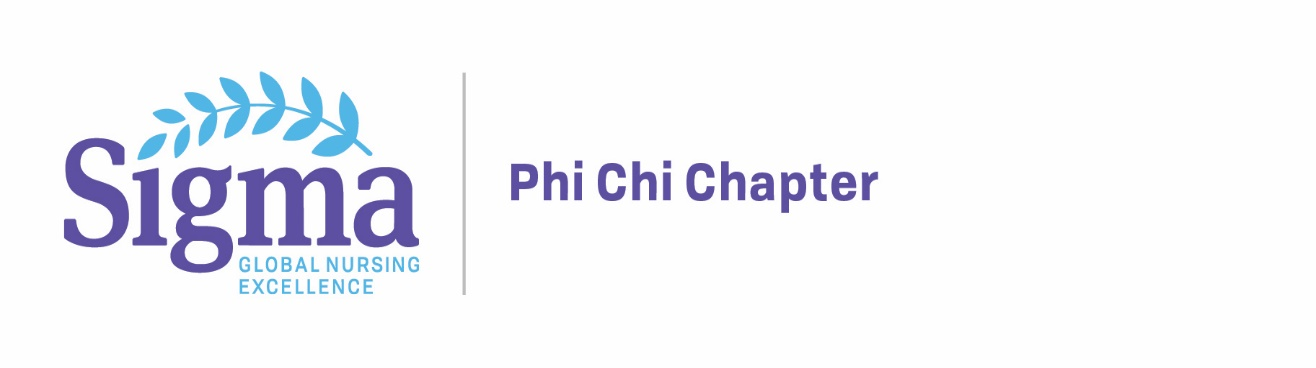 Sigma
GLOBAL NURSING
EXCELLENCE
Phi Chi Chapter